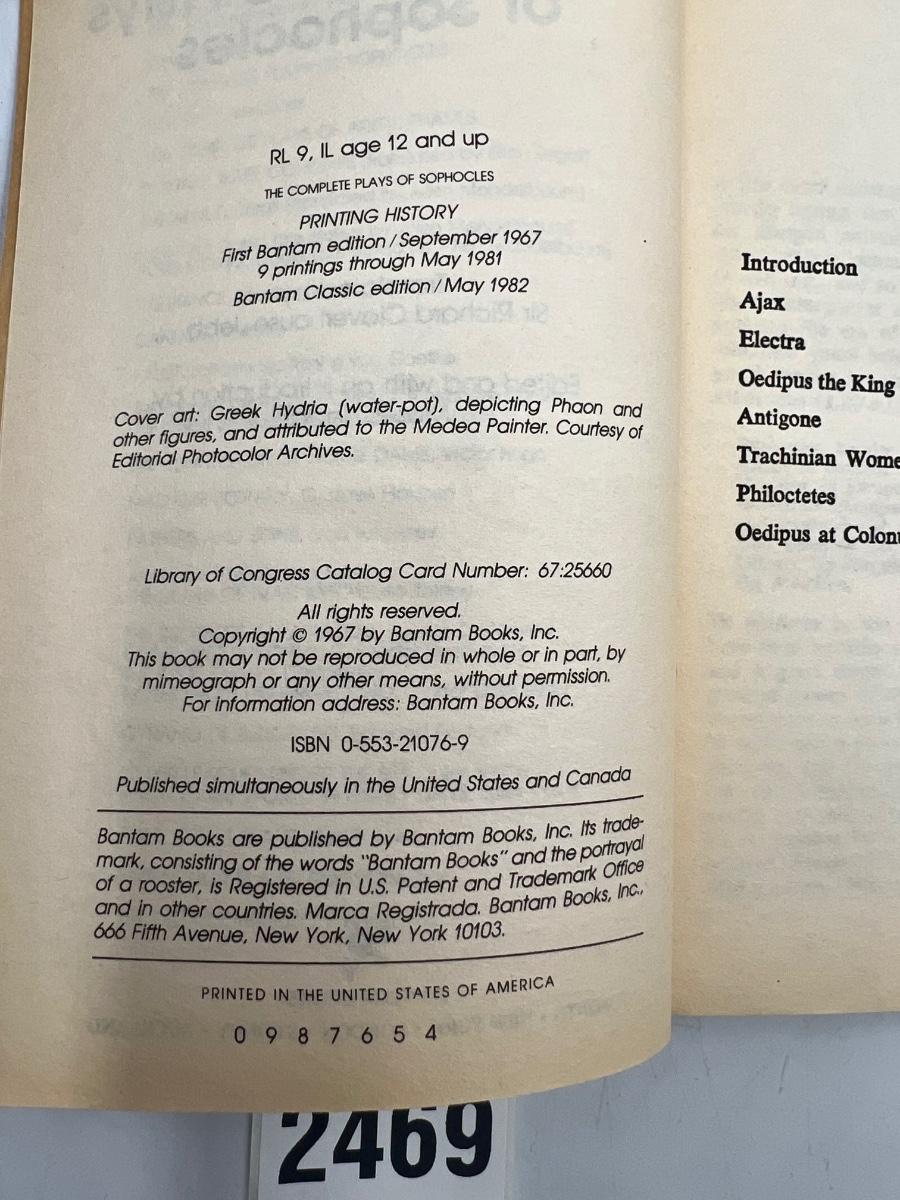 RL 9, IL age 12 and up
THE COMPLETE PLAYS OF SOPHOCLES
PRINTING HISTORY
First Bantam edition / September 1967
9 printings through May 1981
Bantam Classic edition / May 1982
Cover art: Greek Hydria (water-pot), depicting Phaon and
other figures, and attributed to the Medea Painter. Courtesy of
Editorial Photocolor Archives.
Library of Congress Catalog Card Number: 67:25660
All rights reserved.
Copyright © 1967 by Bantam Books, Inc.
This book may not be reproduced in whole or in part, by
mimeograph or any other means, without permission.
For information address: Bantam Books, Inc.
ISBN 0-553-21076-9
Published simultaneously in the United States and Canada
Bantam Books are published by Bantam Books, Inc. Its trade-
mark, consisting of the words "Bantam Books" and the portrayal
of a rooster, is Registered in U.S. Patent and Trademark Office
and in other countries. Marca Registrada. Bantam Books, Inc.,
666 Fifth Avenue, New York, New York 10103.
PRINTED IN THE UNITED STATES OF AMERICA
0 9 8 7 6 5 4
Introduction
Ajax
Electra
Oedipus the King
Antigone
Trachinian Wome
Philoctetes
Oedipus at Colon
2469